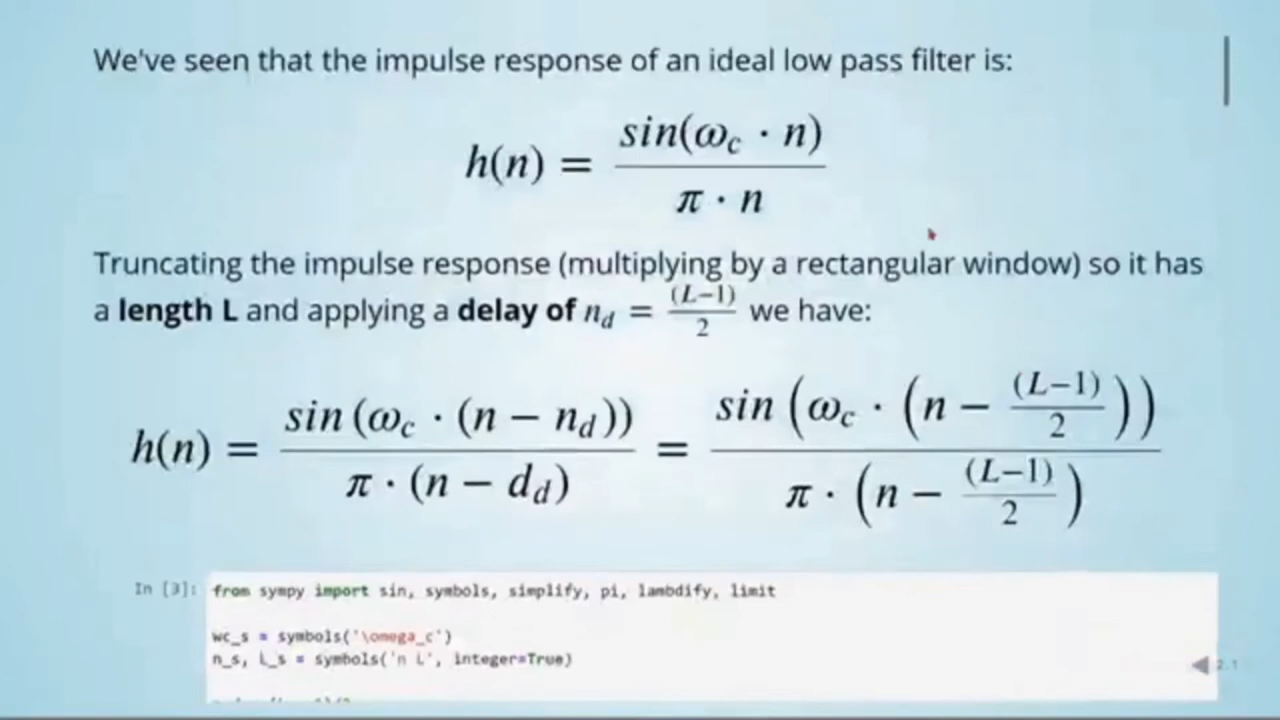 We've seen that the impulse response of an ideal low pass filter is:
h(n) = sin(ω_c · n) / π · n
Truncating the impulse response (multiplying by a rectangular window) so it has
a length L and applying a delay of n_d = (L−1)/2 we have:
h(n) = sin (ω_c · (n − n_d)) / π · (n − d_d) = sin (ω_c · (n − (L−1)/2)) / π · (n − (L−1)/2)
In [3]: from sympy import sin, symbols, simplify, pi, lambdify, limit
wc_s = symbols('\omega_c')
n_s, L_s = symbols('n L', integer=True)
2.1